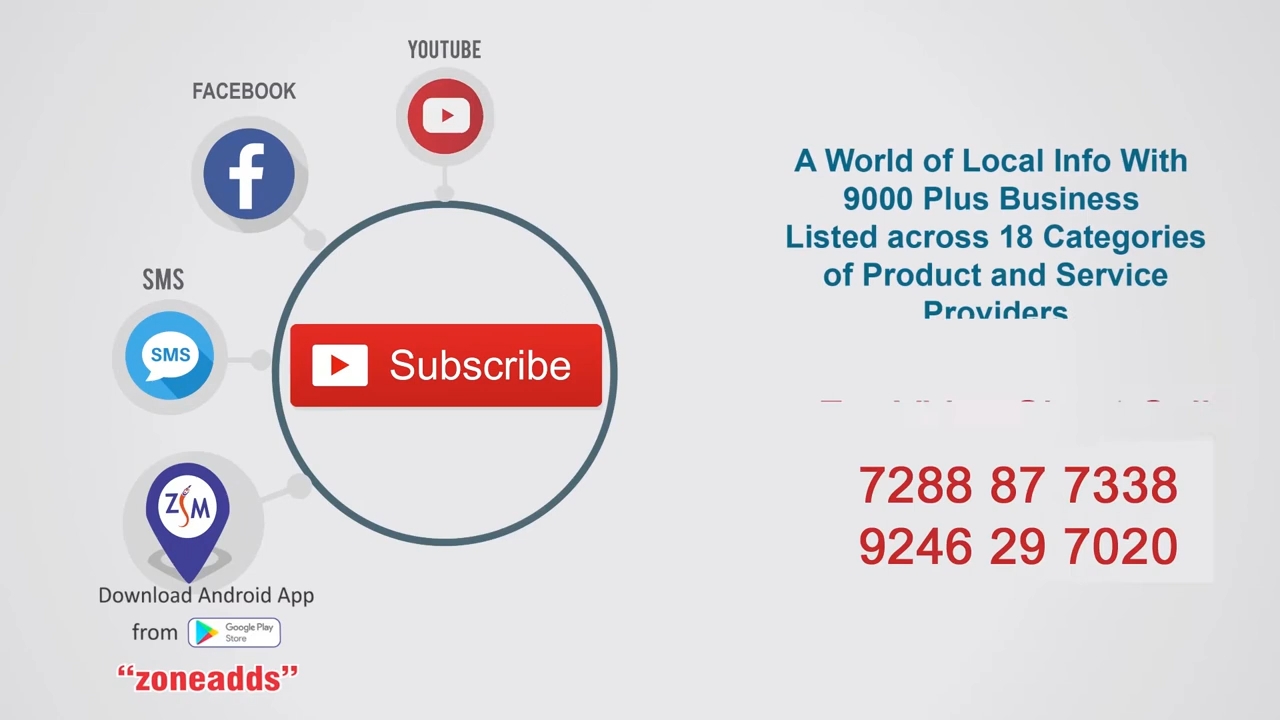 YOUTUBE
FACEBOOK
SMS
SMS
Subscribe
ZSM
Download Android App
from Google Play
Store
“zoneadds”
A World of Local Info With
9000 Plus Business
Listed across 18 Categories
of Product and Service
Providers
7288 87 7338
9246 29 7020